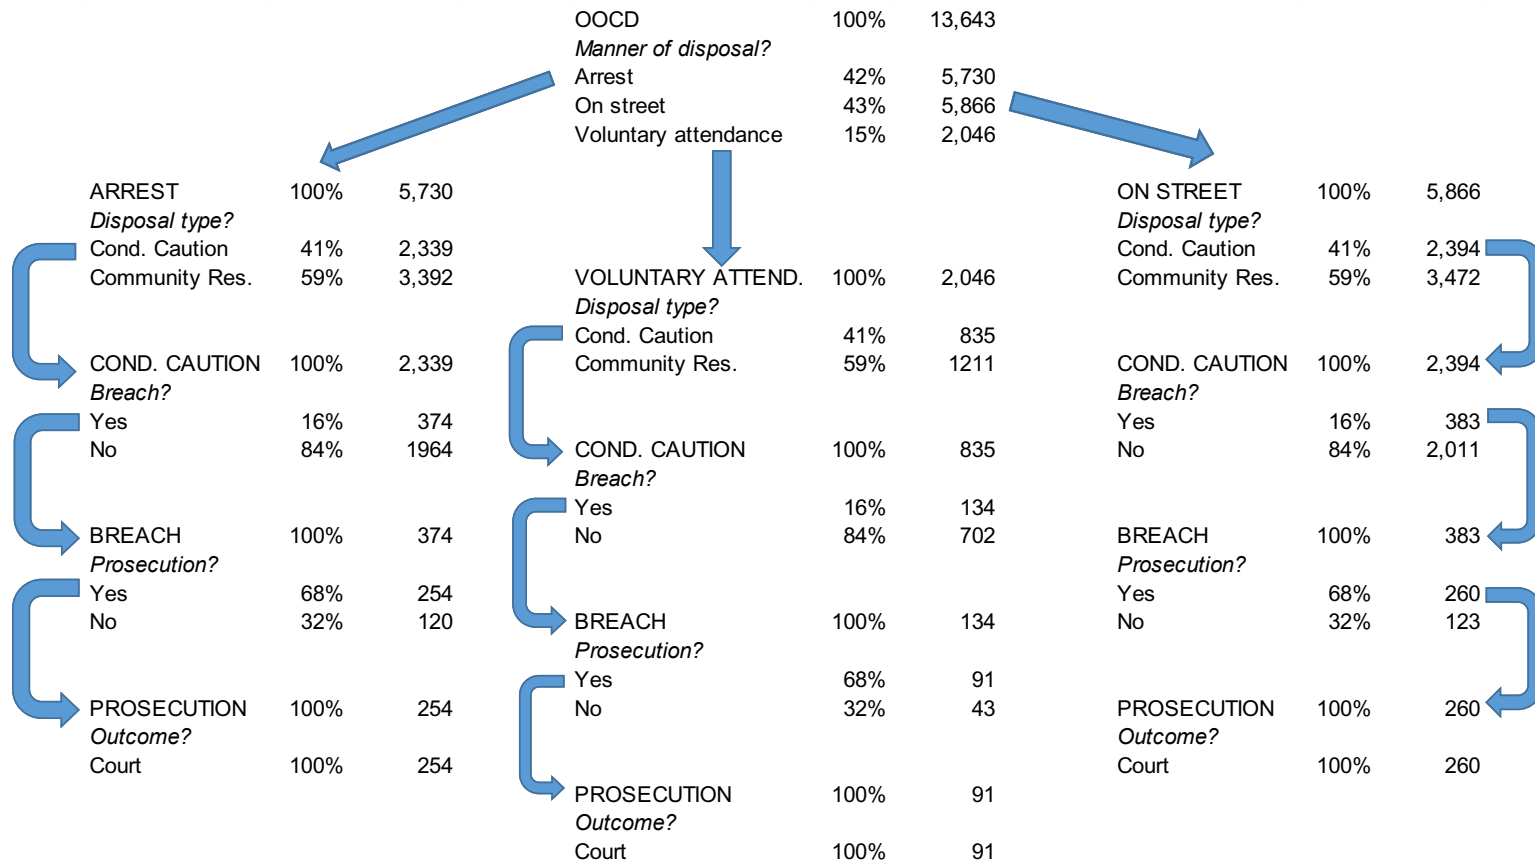 OOCD 100% 13,643
Manner of disposal?
Arrest 42% 5,730
On street 43% 5,866
Voluntary attendance 15% 2,046
ARREST 100% 5,730
Disposal type?
Cond. Caution 41% 2,339
Community Res. 59% 3,392
COND. CAUTION 100% 2,339
Breach?
Yes 16% 374
No 84% 1964
BREACH 100% 374
Prosecution?
Yes 68% 254
No 32% 120
PROSECUTION 100% 254
Outcome?
Court 100% 254
VOLUNTARY ATTEND. 100% 2,046
Disposal type?
Cond. Caution 41% 835
Community Res. 59% 1211
COND. CAUTION 100% 835
Breach?
Yes 16% 134
No 84% 702
BREACH 100% 134
Prosecution?
Yes 68% 91
No 32% 43
PROSECUTION 100% 91
Outcome?
Court 100% 91
ON STREET 100% 5,866
Disposal type?
Cond. Caution 41% 2,394
Community Res. 59% 3,472
COND. CAUTION 100% 2,394
Breach?
Yes 16% 383
No 84% 2,011
BREACH 100% 383
Prosecution?
Yes 68% 260
No 32% 123
PROSECUTION 100% 260
Outcome?
Court 100% 260